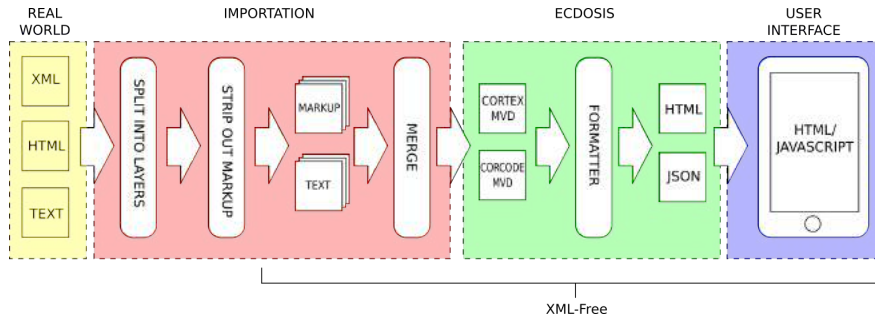 REAL
WORLD
IMPORTATION
ECDOSIS
USER
INTERFACE
XML
HTML
TEXT
SPLIT INTO LAYERS
STRIP OUT MARKUP
MARKUP
TEXT
MERGE
CORTEX
MVD
CORCODE
MVD
FORMATTER
HTML
JSON
HTML/
JAVASCRIPT
XML-Free